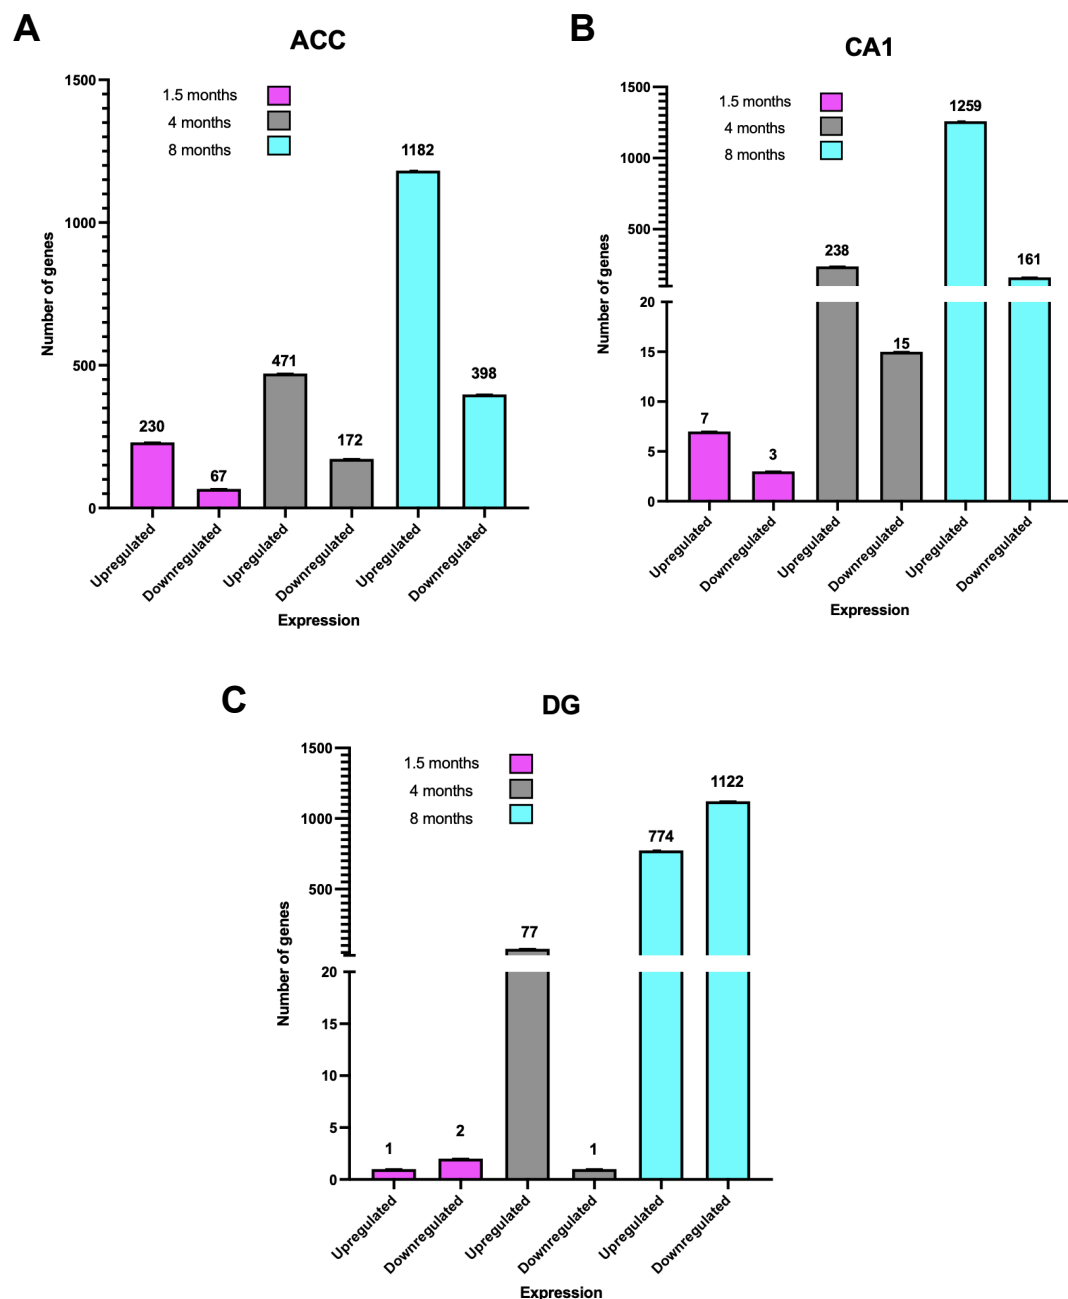 A
ACC
1.5 months
4 months
8 months
1500
1000
500
0
Number of genes
230
67
471
172
1182
398
Upregulated
Downregulated
Upregulated
Downregulated
Upregulated
Downregulated
Expression
B
CA1
1.5 months
4 months
8 months
1500
1000
500
20
15
10
5
0
Number of genes
7
3
238
15
1259
161
Upregulated
Downregulated
Upregulated
Downregulated
Upregulated
Downregulated
Expression
C
DG
1.5 months
4 months
8 months
1500
1000
500
20
15
10
5
0
Number of genes
1
2
77
1
774
1122
Upregulated
Downregulated
Upregulated
Downregulated
Upregulated
Downregulated
Expression